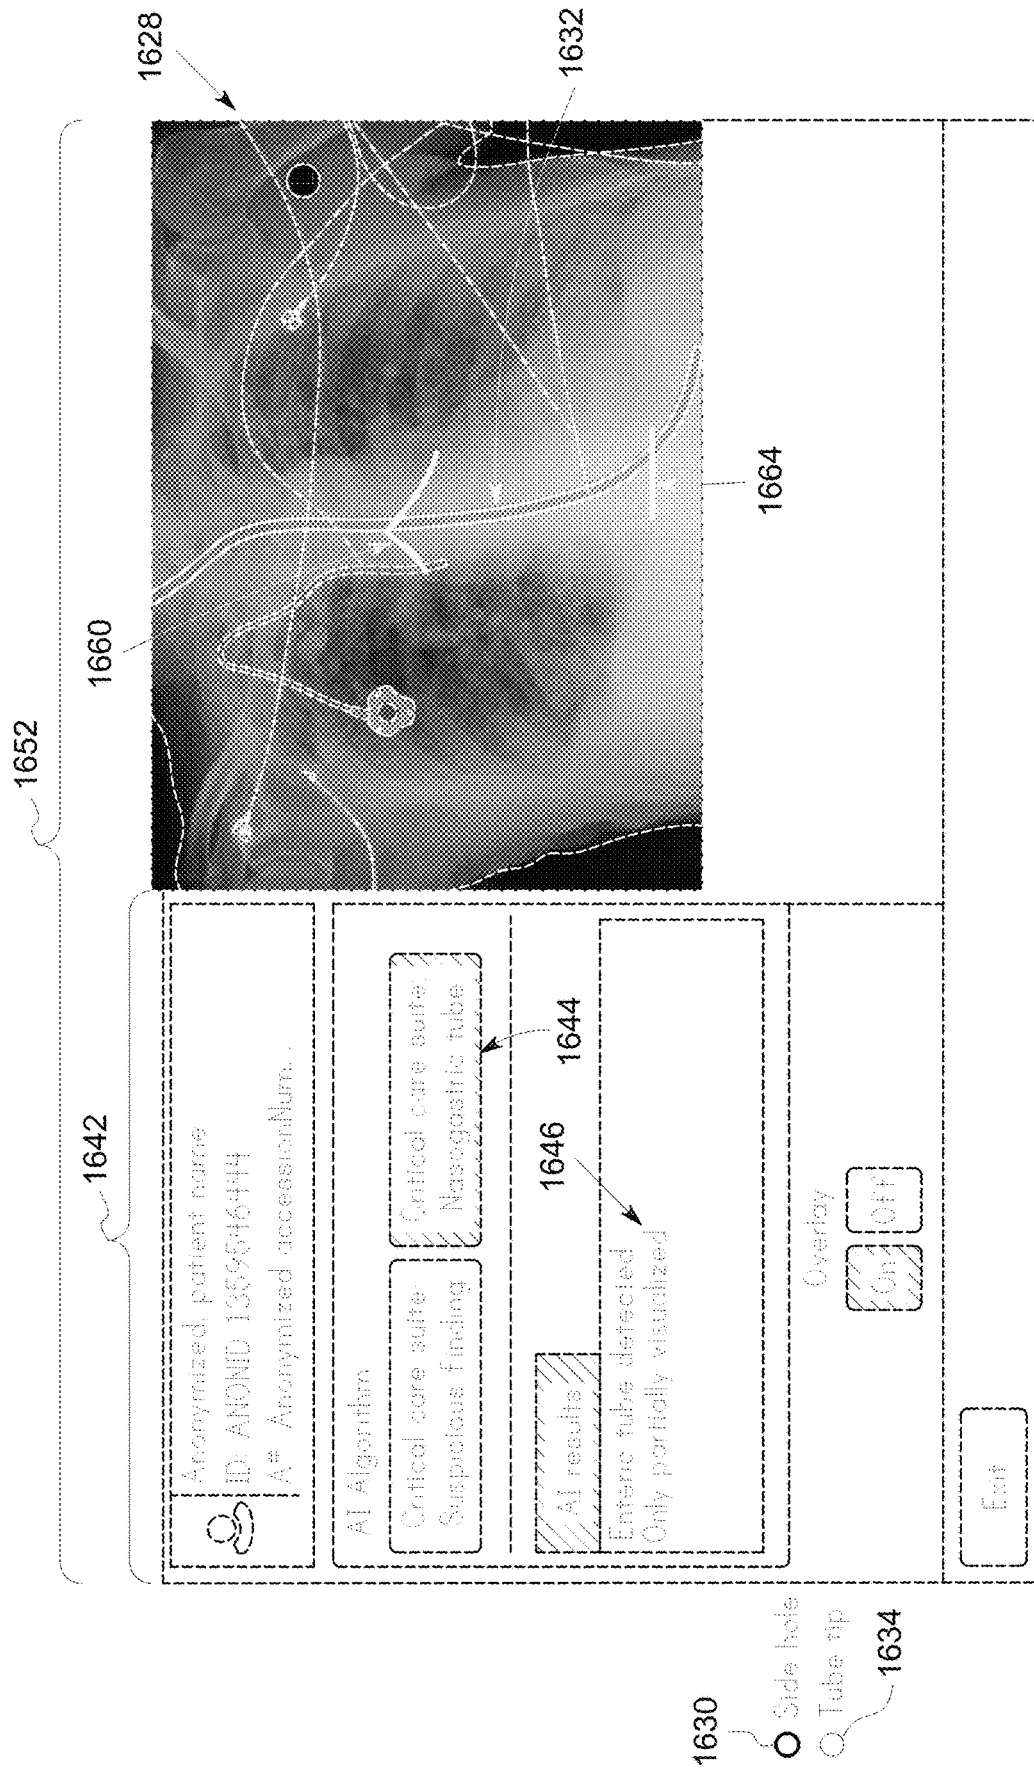 1652
1642
1628
1660
1632
Anonymized patient name
ID: ANONID 1359546444
A# Anonymized accessionNum...
AI Algorithm
Critical care suite
Suspicious finding
Critical care suite
Nasogastric tube
1644
AI results
1646
Enteric tube detected
Only partially visualized
1664
Overlay
On
Off
Exit
1630
Side hole
Tube tip
1634